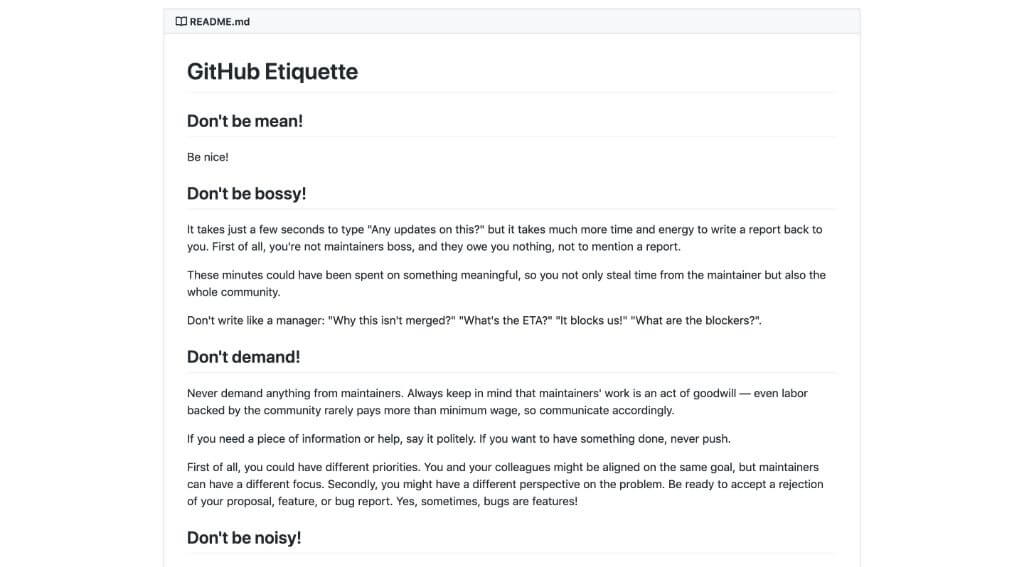 README.md
GitHub Etiquette
Don't be mean!
Be nice!
Don't be bossy!
It takes just a few seconds to type "Any updates on this?" but it takes much more time and energy to write a report back to
you. First of all, you're not maintainers boss, and they owe you nothing, not to mention a report.
These minutes could have been spent on something meaningful, so you not only steal time from the maintainer but also the
whole community.
Don't write like a manager: "Why this isn't merged?" "What's the ETA?" "It blocks us!" "What are the blockers?".
Don't demand!
Never demand anything from maintainers. Always keep in mind that maintainers' work is an act of goodwill — even labor
backed by the community rarely pays more than minimum wage, so communicate accordingly.
If you need a piece of information or help, say it politely. If you want to have something done, never push.
First of all, you could have different priorities. You and your colleagues might be aligned on the same goal, but maintainers
can have a different focus. Secondly, you might have a different perspective on the problem. Be ready to accept a rejection
of your proposal, feature, or bug report. Yes, sometimes, bugs are features!
Don't be noisy!